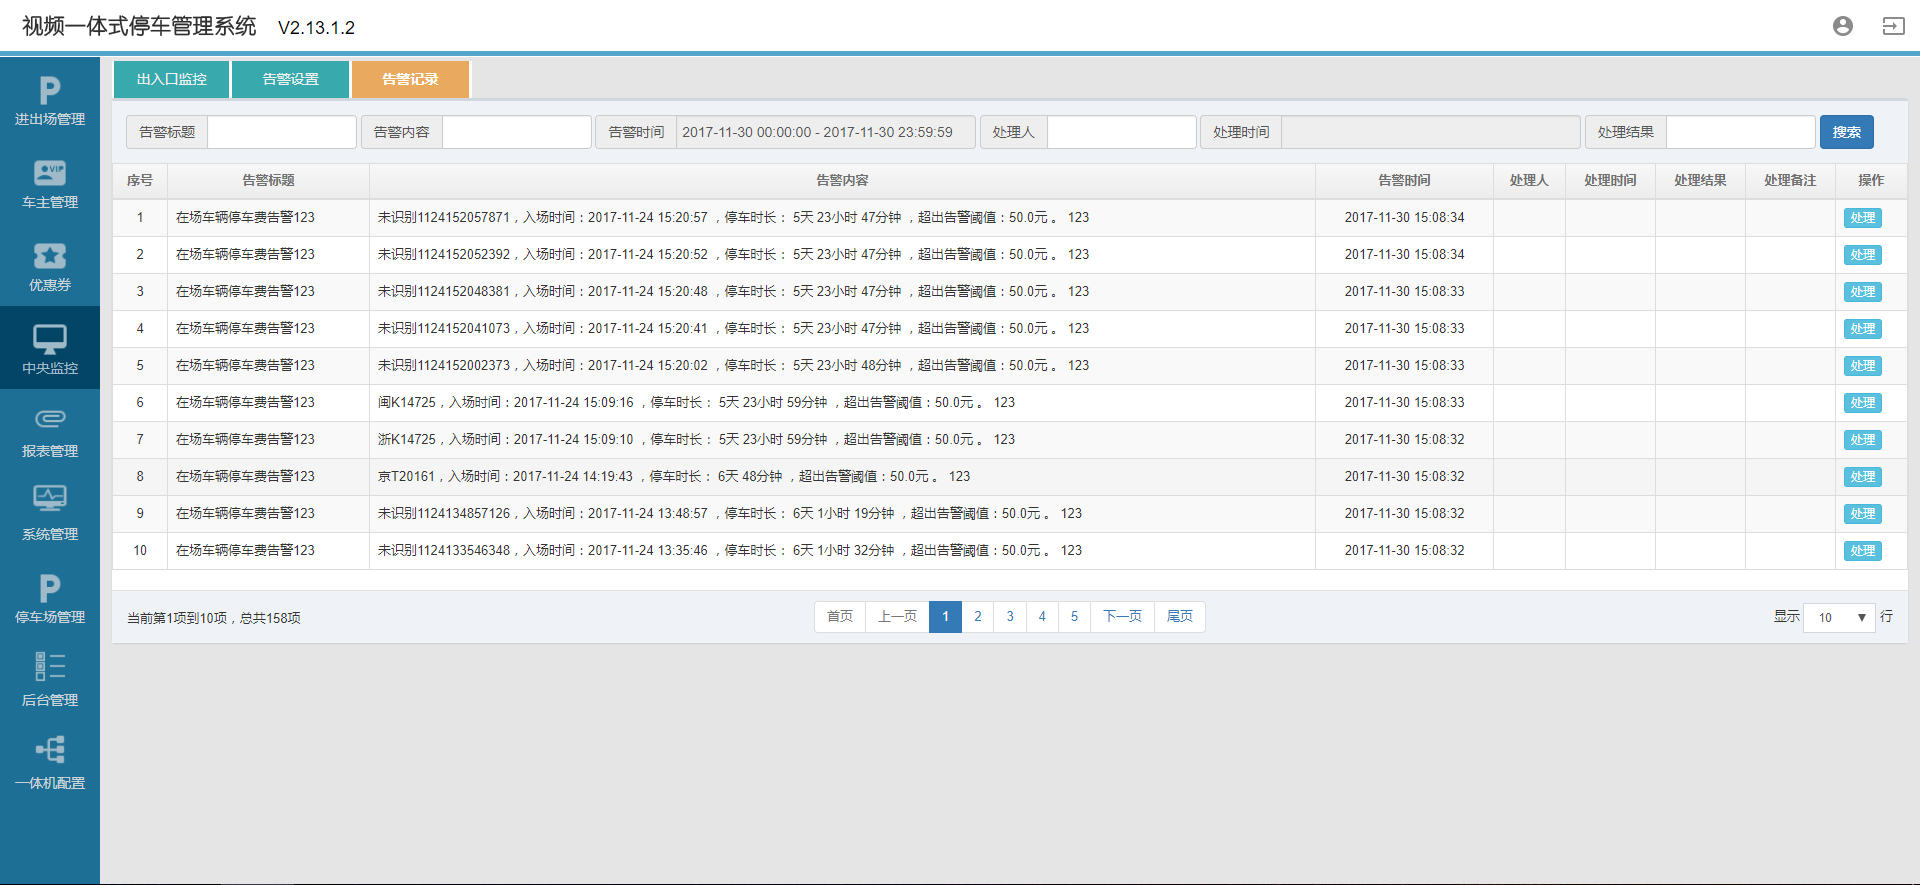 视频一体式停车管理系统 V2.13.1.2
进出场管理
车主管理
优惠券
中央监控
报表管理
系统管理
停车场管理
后台管理
一体机配置
出入口监控 告警设置 告警记录
告警标题 告警内容 告警时间 2017-11-30 00:00:00 - 2017-11-30 23:59:59 处理人 处理时间 处理结果 搜索
序号 告警标题 告警内容 告警时间 处理人 处理时间 处理结果 处理备注 操作
1 在场车辆停车费告警123 未识别1124152057871，入场时间：2017-11-24 15:20:57 ，停车时长： 5天 23小时 47分钟 ，超出告警阈值：50.0元 。 123 2017-11-30 15:08:34 处理
2 在场车辆停车费告警123 未识别1124152052392，入场时间：2017-11-24 15:20:52 ，停车时长： 5天 23小时 47分钟 ，超出告警阈值：50.0元 。 123 2017-11-30 15:08:34 处理
3 在场车辆停车费告警123 未识别1124152048381，入场时间：2017-11-24 15:20:48 ，停车时长： 5天 23小时 47分钟 ，超出告警阈值：50.0元 。 123 2017-11-30 15:08:33 处理
4 在场车辆停车费告警123 未识别1124152041073，入场时间：2017-11-24 15:20:41 ，停车时长： 5天 23小时 47分钟 ，超出告警阈值：50.0元 。 123 2017-11-30 15:08:33 处理
5 在场车辆停车费告警123 未识别1124152002373，入场时间：2017-11-24 15:20:02 ，停车时长： 5天 23小时 48分钟 ，超出告警阈值：50.0元 。 123 2017-11-30 15:08:33 处理
6 在场车辆停车费告警123 闽K14725，入场时间：2017-11-24 15:09:16 ，停车时长： 5天 23小时 59分钟 ，超出告警阈值：50.0元 。 123 2017-11-30 15:08:33 处理
7 在场车辆停车费告警123 浙K14725，入场时间：2017-11-24 15:09:10 ，停车时长： 5天 23小时 59分钟 ，超出告警阈值：50.0元 。 123 2017-11-30 15:08:32 处理
8 在场车辆停车费告警123 京T20161，入场时间：2017-11-24 14:19:43 ，停车时长： 6天 48分钟 ，超出告警阈值：50.0元 。 123 2017-11-30 15:08:32 处理
9 在场车辆停车费告警123 未识别1124134857126，入场时间：2017-11-24 13:48:57 ，停车时长： 6天 1小时 19分钟 ，超出告警阈值：50.0元 。 123 2017-11-30 15:08:32 处理
10 在场车辆停车费告警123 未识别1124133546348，入场时间：2017-11-24 13:35:46 ，停车时长： 6天 1小时 32分钟 ，超出告警阈值：50.0元 。 123 2017-11-30 15:08:32 处理
当前第1项到10项，总共158项 首页 上一页 1 2 3 4 5 下一页 尾页 显示 10 行